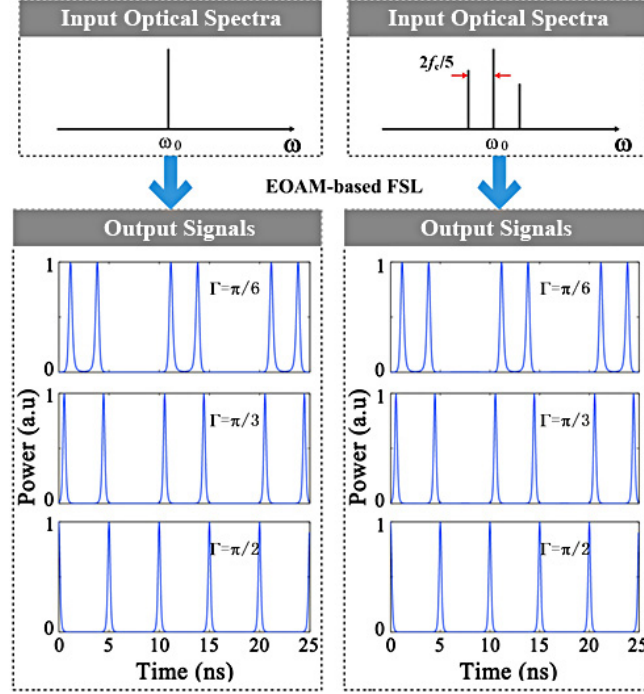 Input Optical Spectra
Input Optical Spectra
2fc/5
ω0
ω
ω0
ω
EOAM-based FSL
Output Signals
Output Signals
1
Γ=π/6
0
1
Γ=π/3
0
1
Γ=π/2
0
0 5 10 15 20 25
Power (a.u)
Time (ns)
1
Γ=π/6
0
1
Γ=π/3
0
1
Γ=π/2
0
0 5 10 15 20 25
Power (a.u)
Time (ns)